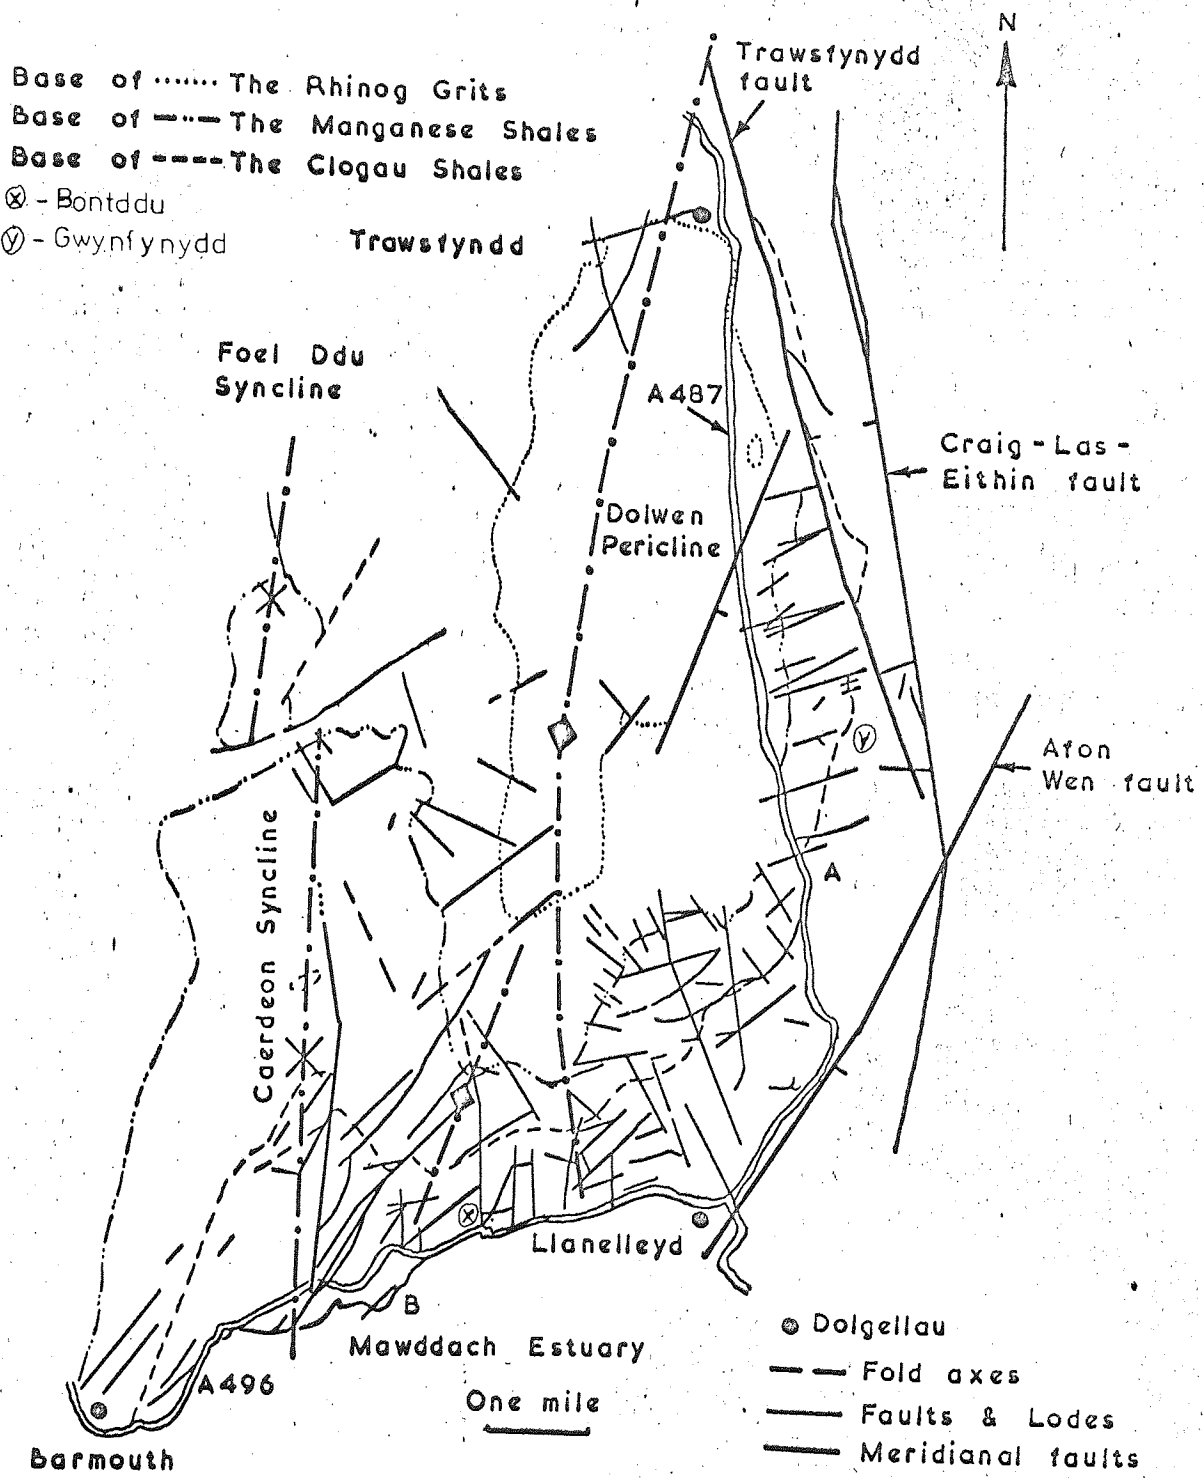 N
Trawsfynydd
fault
Base of ······· The Rhinog Grits
Base of —··— The Manganese Shales
Base of ---- The Clogau Shales
ⓧ - Bontddu
ⓨ - Gwynfynydd
Trawsfyndd
Foel Ddu
Syncline
A487
Craig-Las-
Eithin fault
Dolwen
Pericline
Y
Afon
Wen fault
Caerdeon Syncline
A
X
Llanelleyd
B
Mawddach Estuary
Dolgellau
Fold axes
A496
One mile
Faults & Lodes
Meridianal faults
Barmouth